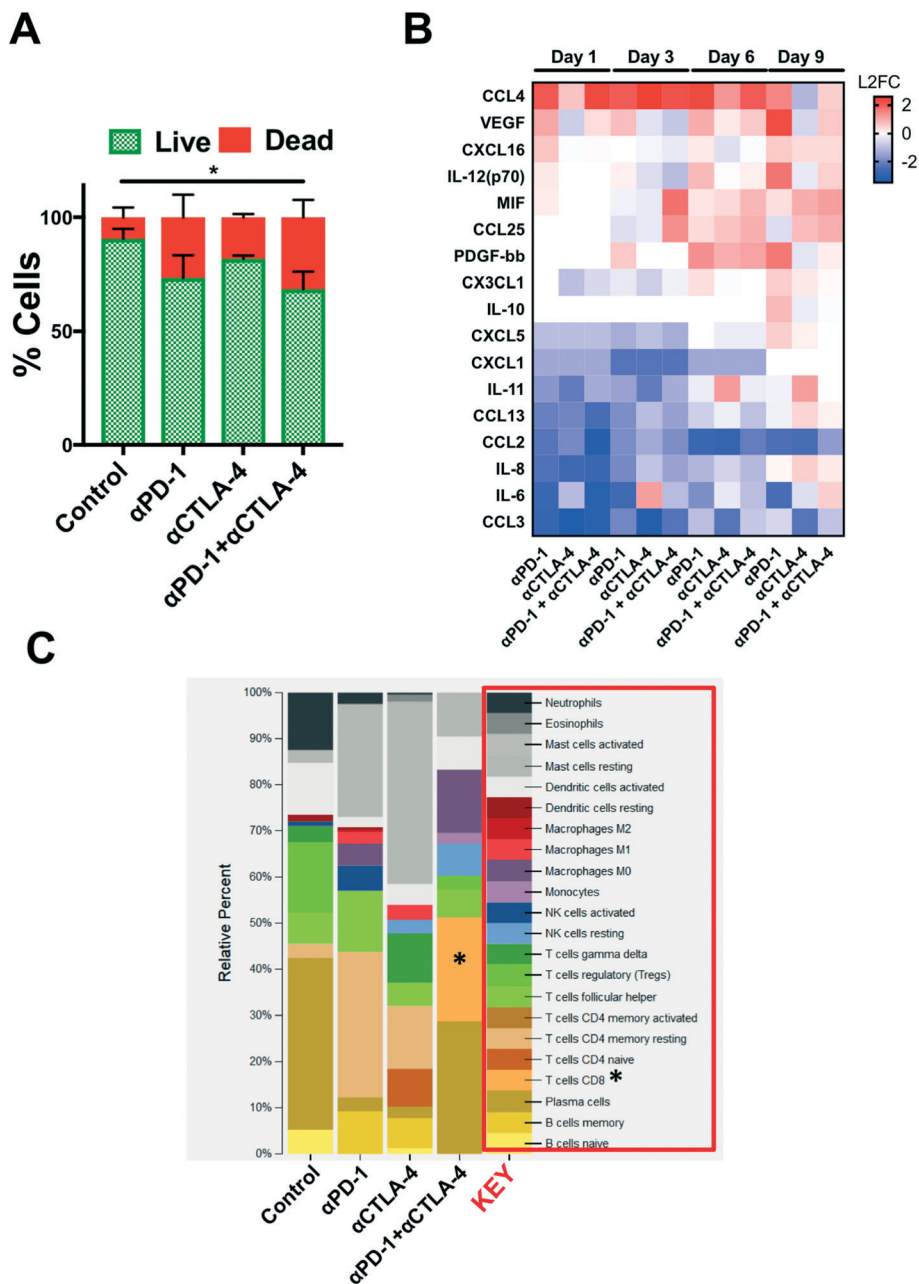 A
Live Dead
*
% Cells
100
50
0
Control
αPD-1
αCTLA-4
αPD-1+αCTLA-4
B
Day 1 Day 3 Day 6 Day 9
L2FC
2
0
-2
CCL4
VEGF
CXCL16
IL-12(p70)
MIF
CCL25
PDGF-bb
CX3CL1
IL-10
CXCL5
CXCL1
IL-11
CCL13
CCL2
IL-8
IL-6
CCL3
αPD-1
αCTLA-4
αPD-1 + αCTLA-4
αPD-1
αCTLA-4
αPD-1 + αCTLA-4
αPD-1
αCTLA-4
αPD-1 + αCTLA-4
αPD-1
αCTLA-4
αPD-1 + αCTLA-4
C
Relative Percent
100%
90%
80%
70%
60%
50%
40%
30%
20%
10%
0%
*
Neutrophils
Eosinophils
Mast cells activated
Mast cells resting
Dendritic cells activated
Dendritic cells resting
Macrophages M2
Macrophages M1
Macrophages M0
Monocytes
NK cells activated
NK cells resting
T cells gamma delta
T cells regulatory (Tregs)
T cells follicular helper
T cells CD4 memory activated
T cells CD4 memory resting
T cells CD4 naive
T cells CD8 *
Plasma cells
B cells memory
B cells naive
Control
αPD-1
αCTLA-4
αPD-1+αCTLA-4
KEY